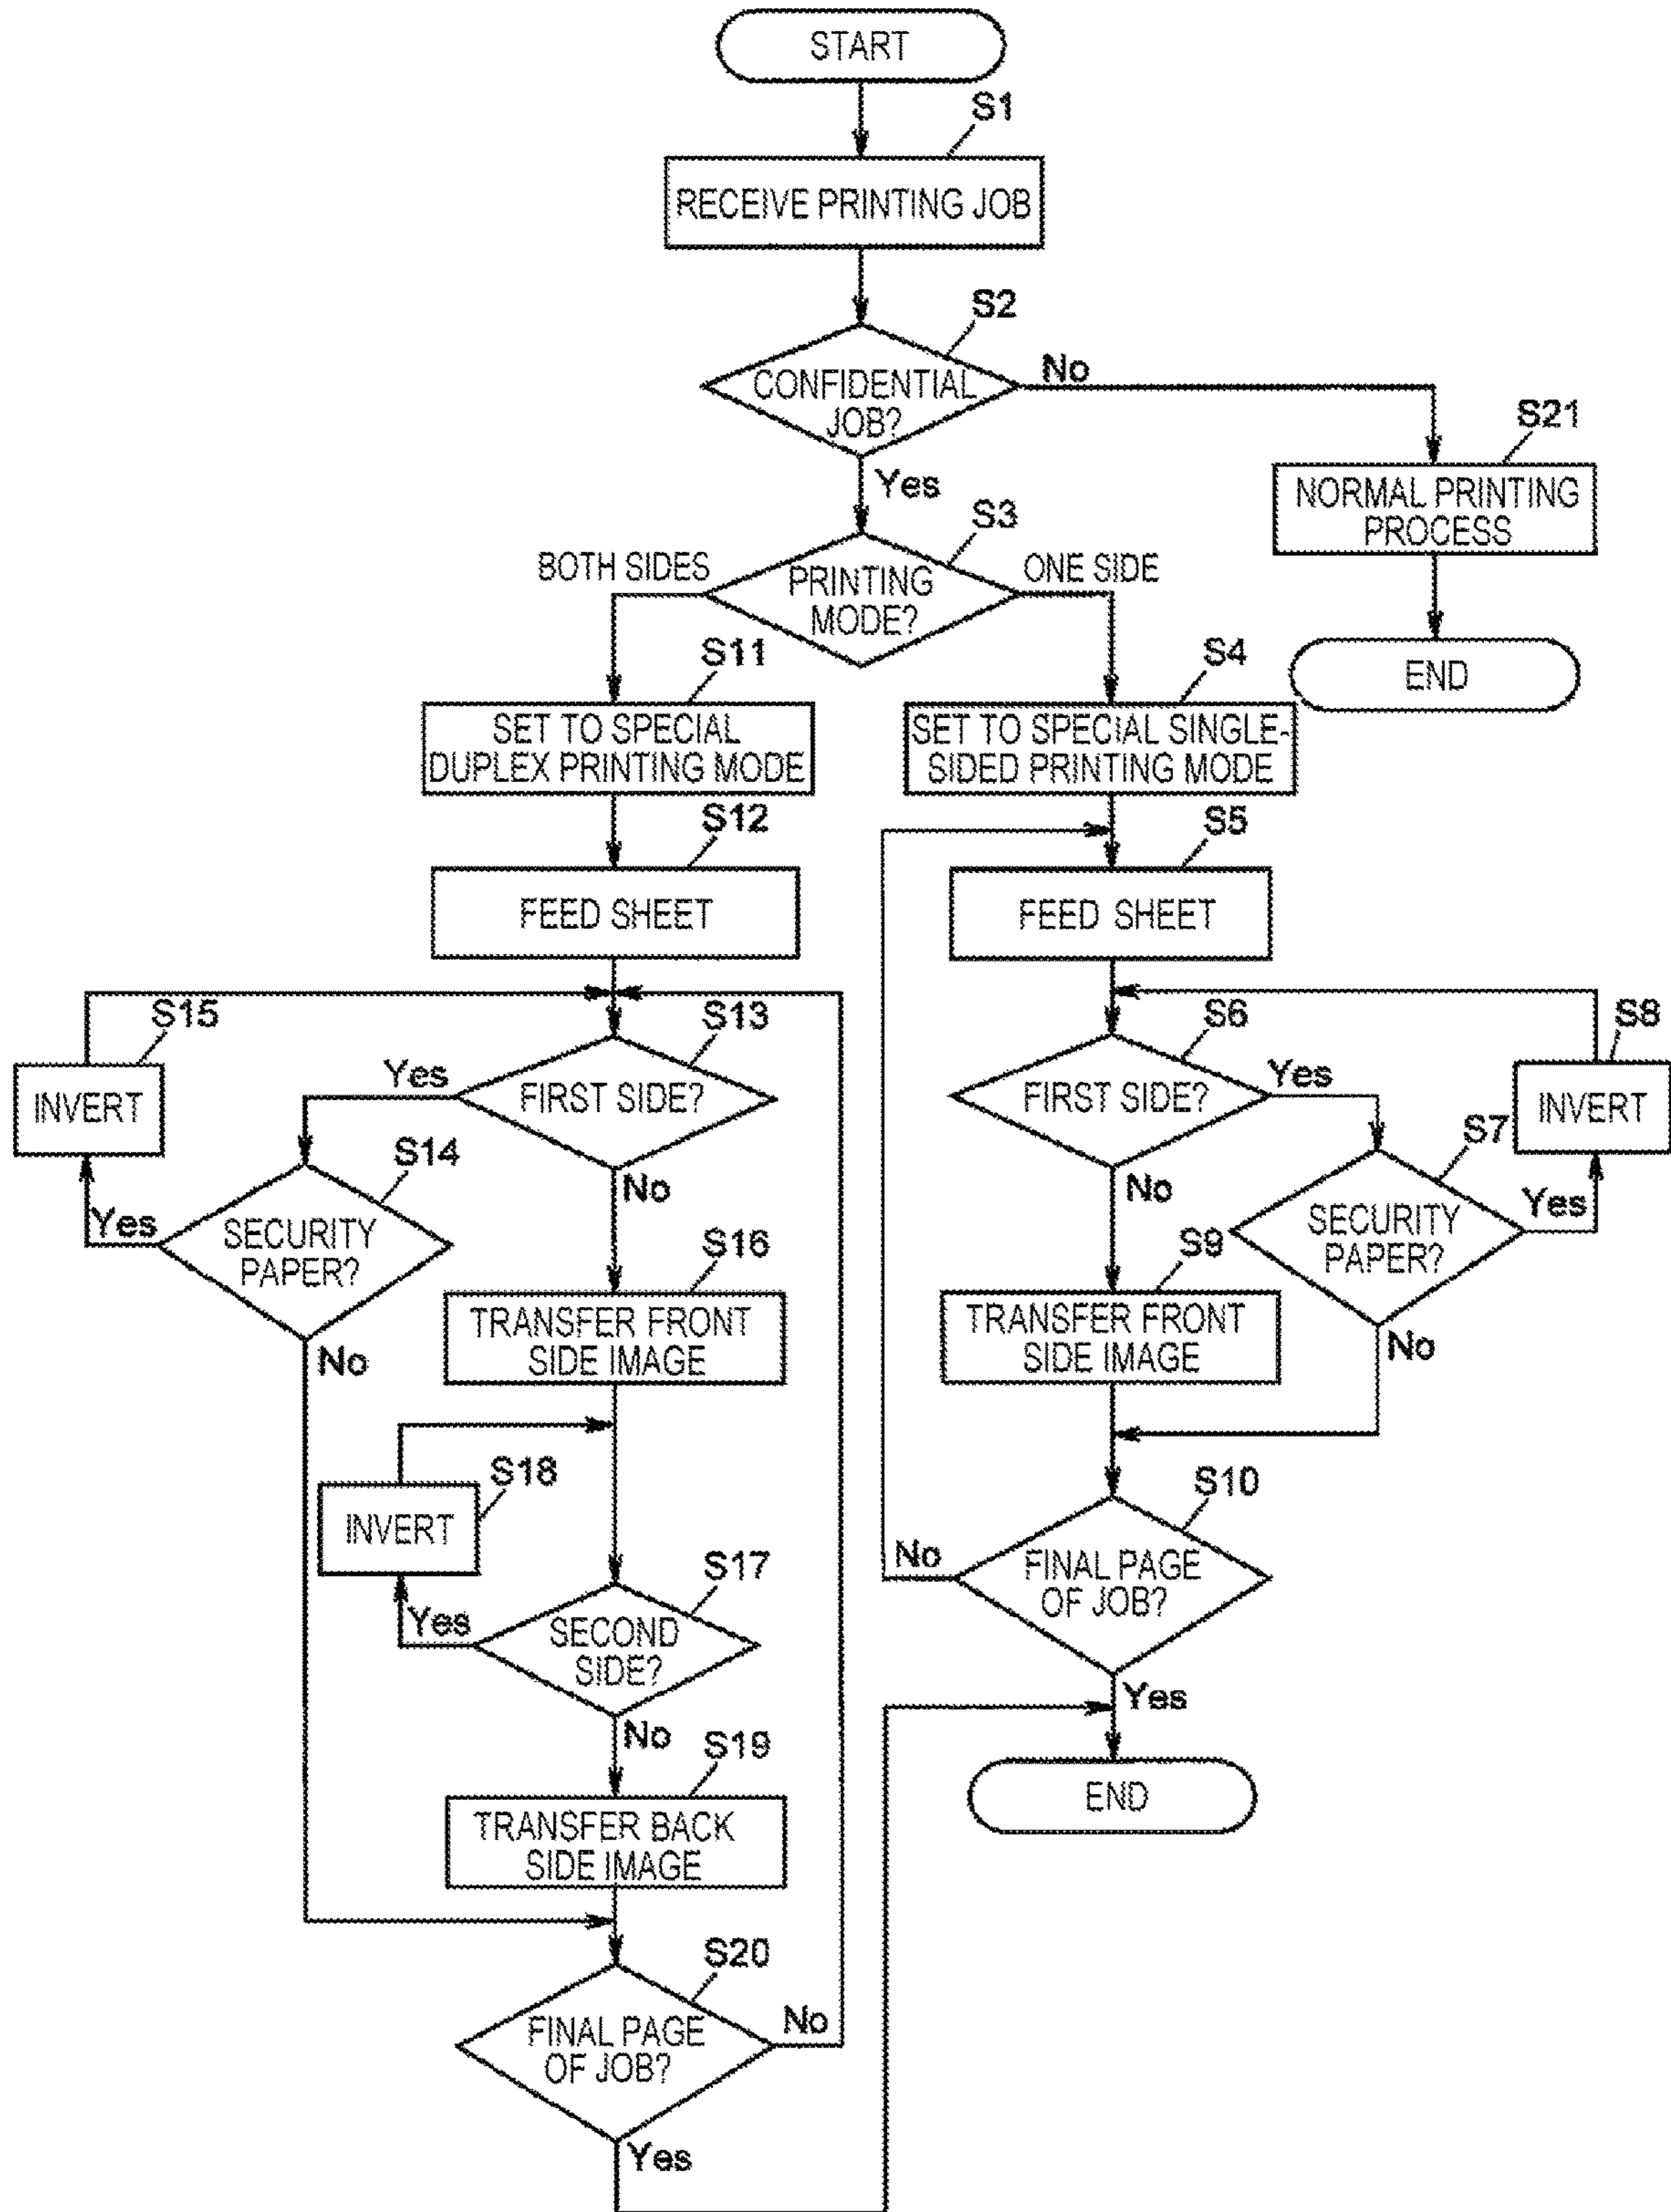 START
S1
RECEIVE PRINTING JOB
S2
CONFIDENTIAL
JOB?
No
Yes
S21
NORMAL PRINTING
PROCESS
END
S3
BOTH SIDES
PRINTING
MODE?
ONE SIDE
S11
SET TO SPECIAL
DUPLEX PRINTING MODE
S4
SET TO SPECIAL SINGLE-
SIDED PRINTING MODE
S12
FEED SHEET
S5
FEED SHEET
S15
INVERT
S13
FIRST SIDE?
Yes
No
S14
SECURITY
PAPER?
Yes
No
S6
FIRST SIDE?
Yes
No
S8
INVERT
S7
SECURITY
PAPER?
Yes
No
S16
TRANSFER FRONT
SIDE IMAGE
S9
TRANSFER FRONT
SIDE IMAGE
S18
INVERT
S17
SECOND
SIDE?
Yes
No
S10
FINAL PAGE
OF JOB?
No
Yes
END
S19
TRANSFER BACK
SIDE IMAGE
S20
FINAL PAGE
OF JOB?
No
Yes